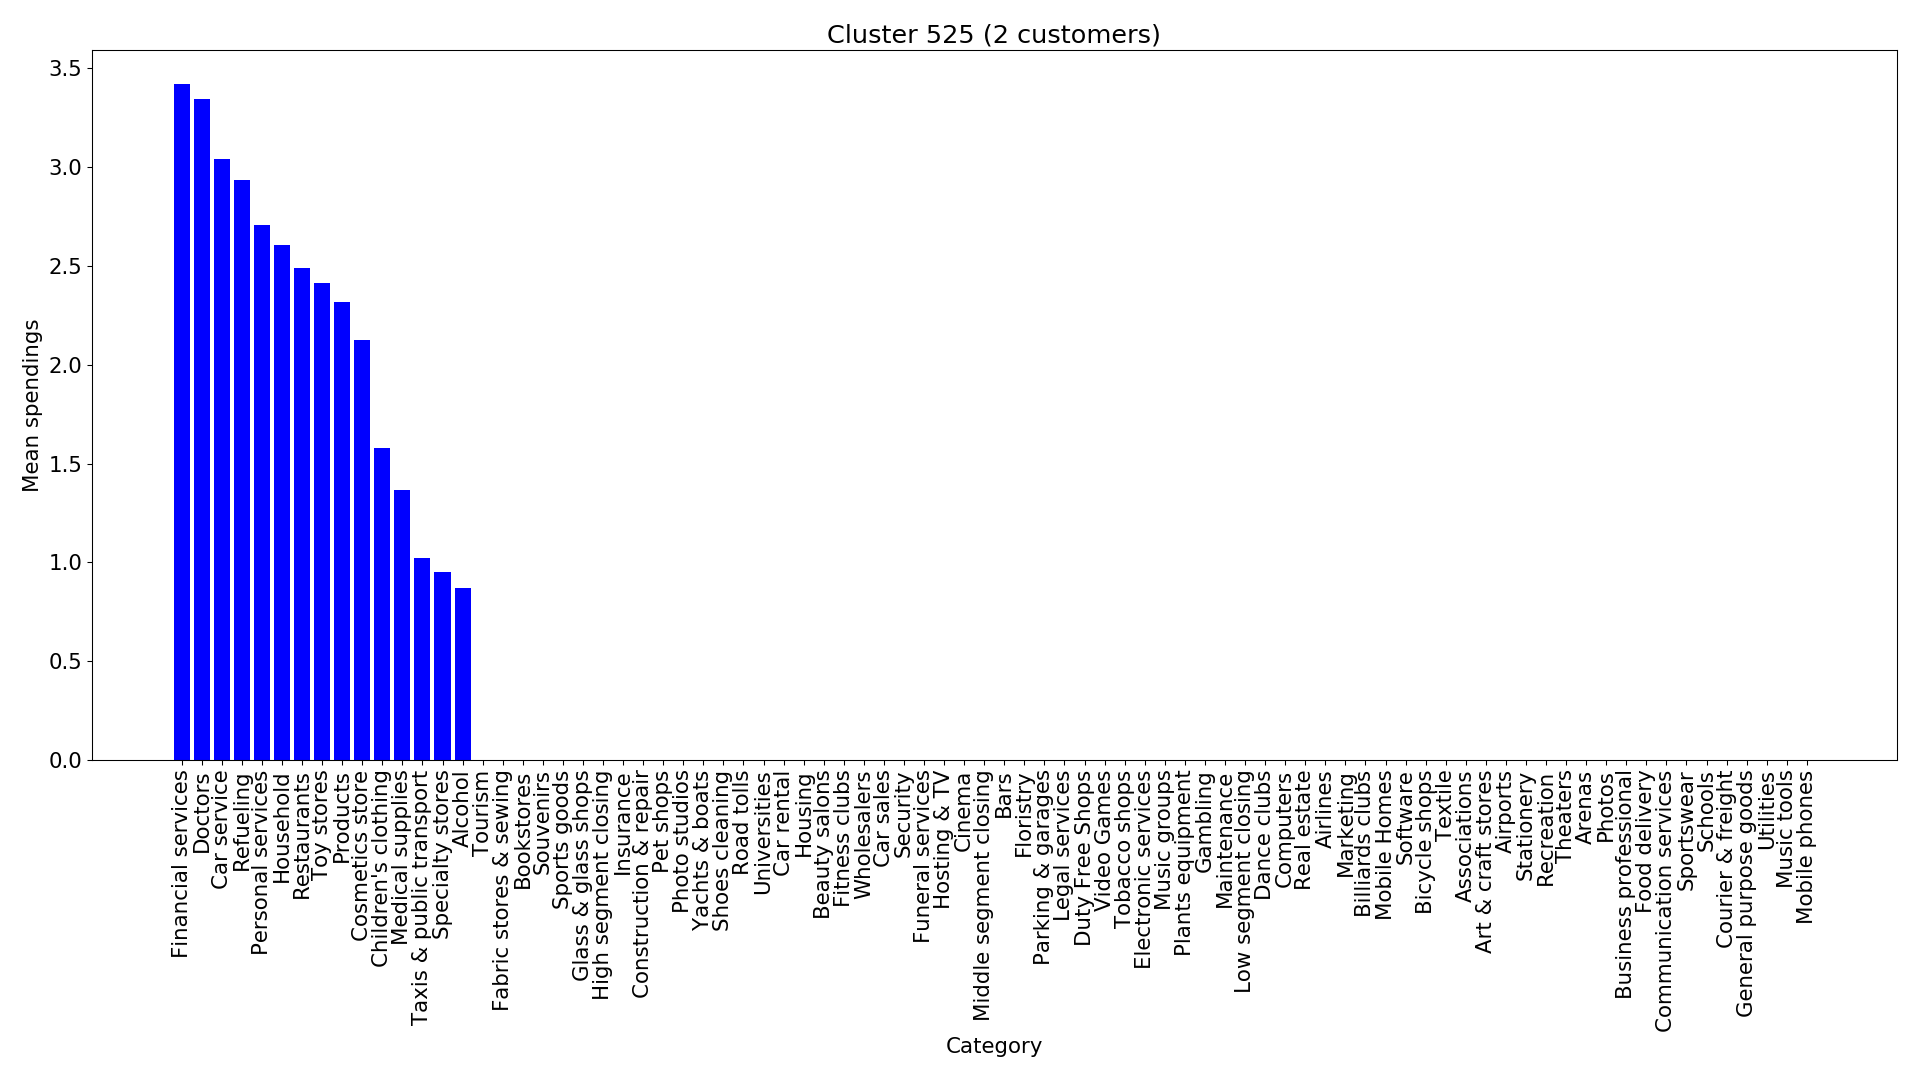 Cluster 525 (2 customers)
3.5
3.0
2.5
2.0
1.5
1.0
0.5
0.0
Mean spendings
Financial services
Doctors
Car service
Refueling
Personal services
Household
Restaurants
Toy stores
Products
Cosmetics store
Children's clothing
Medical supplies
Taxis & public transport
Specialty stores
Alcohol
Tourism
Fabric stores & sewing
Bookstores
Souvenirs
Sports goods
Glass & glass shops
High segment closing
Insurance
Construction & repair
Pet shops
Photo studios
Yachts & boats
Shoes cleaning
Road tolls
Universities
Car rental
Housing
Beauty salons
Fitness clubs
Wholesalers
Car sales
Security
Funeral services
Hosting & TV
Cinema
Middle segment closing
Bars
Floristry
Parking & garages
Legal services
Duty Free Shops
Video Games
Tobacco shops
Electronic services
Music groups
Plants equipment
Gambling
Maintenance
Low segment closing
Dance clubs
Computers
Real estate
Airlines
Marketing
Billiards clubs
Mobile Homes
Software
Bicycle shops
Textile
Associations
Art & craft stores
Airports
Stationery
Recreation
Theaters
Arenas
Photos
Business professional
Food delivery
Communication services
Sportswear
Schools
Courier & freight
General purpose goods
Utilities
Music tools
Mobile phones
Category